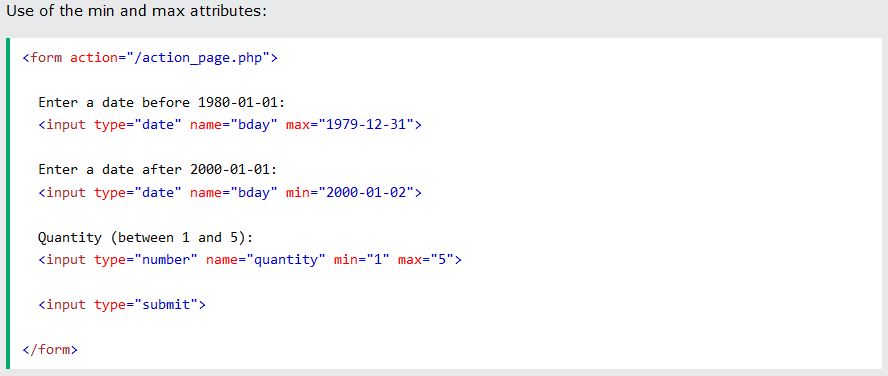 Use of the min and max attributes:
<form action="/action_page.php">
Enter a date before 1980-01-01:
<input type="date" name="bday" max="1979-12-31">
Enter a date after 2000-01-01:
<input type="date" name="bday" min="2000-01-02">
Quantity (between 1 and 5):
<input type="number" name="quantity" min="1" max="5">
<input type="submit">
</form>